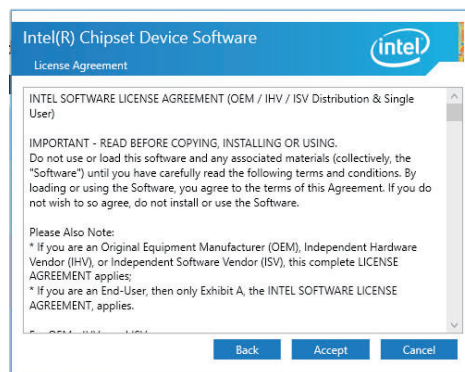 Intel(R) Chipset Device Software
(intel)
License Agreement
INTEL SOFTWARE LICENSE AGREEMENT (OEM / IHV / ISV Distribution & Single
User)
IMPORTANT - READ BEFORE COPYING, INSTALLING OR USING.
Do not use or load this software and any associated materials (collectively, the
"Software") until you have carefully read the following terms and conditions. By
loading or using the Software, you agree to the terms of this Agreement. If you do
not wish to so agree, do not install or use the Software.
Please Also Note:
* If you are an Original Equipment Manufacturer (OEM), Independent Hardware
Vendor (IHV), or Independent Software Vendor (ISV), this complete LICENSE
AGREEMENT applies;
* If you are an End-User, then only Exhibit A, the INTEL SOFTWARE LICENSE
AGREEMENT, applies.
Back Accept Cancel